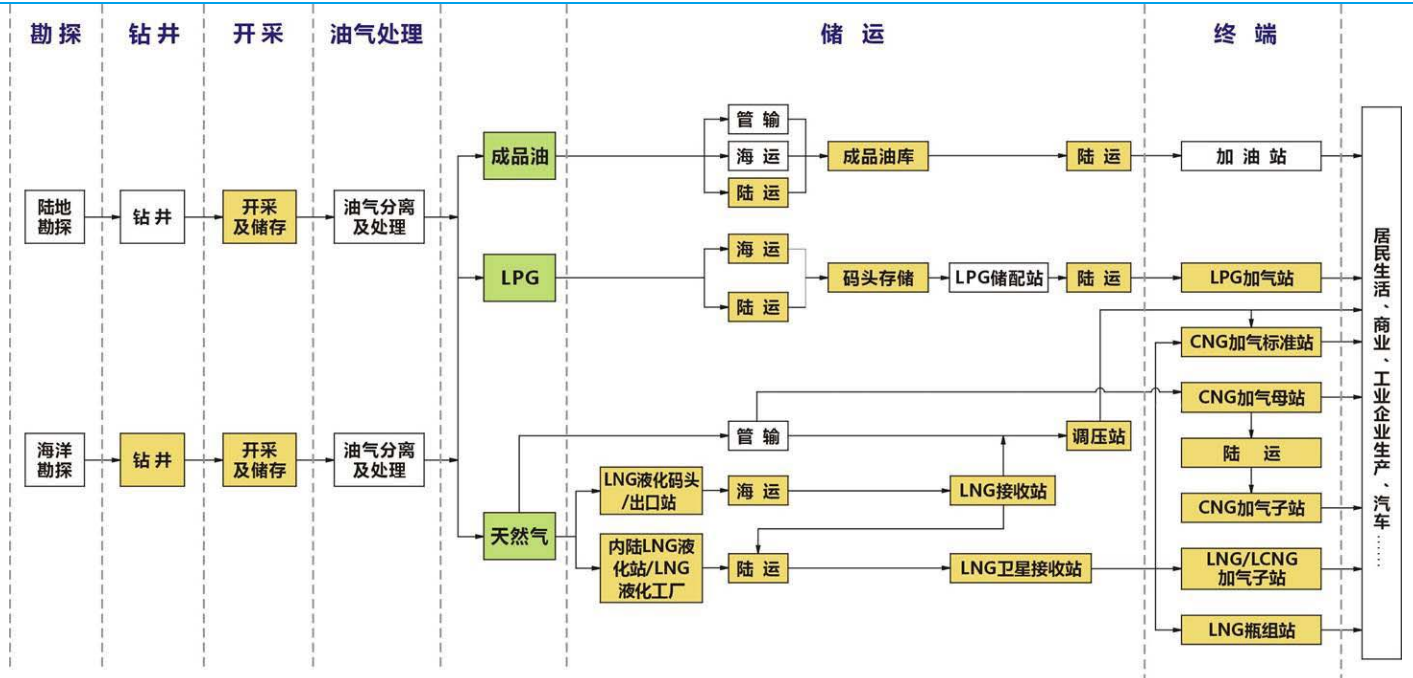 勘探
钻井
开采
油气处理
储运
终端
管输
成品油
海运
成品油库
陆运
加油站
陆运
陆地
勘探
钻井
开采
及储存
油气分离
及处理
海运
LPG
码头存储
LPG储配站
陆运
LPG加气站
陆运
CNG加气标准站
CNG加气母站
管输
调压站
海洋
勘探
钻井
开采
及储存
油气分离
及处理
陆运
LNG液化码头
/出口站
海运
LNG接收站
CNG加气子站
天然气
内陆LNG液
化站/LNG
液化工厂
陆运
LNG卫星接收站
LNG/LCNG
加气子站
LNG瓶组站
居民生活、商业、工业企业生产、汽车……